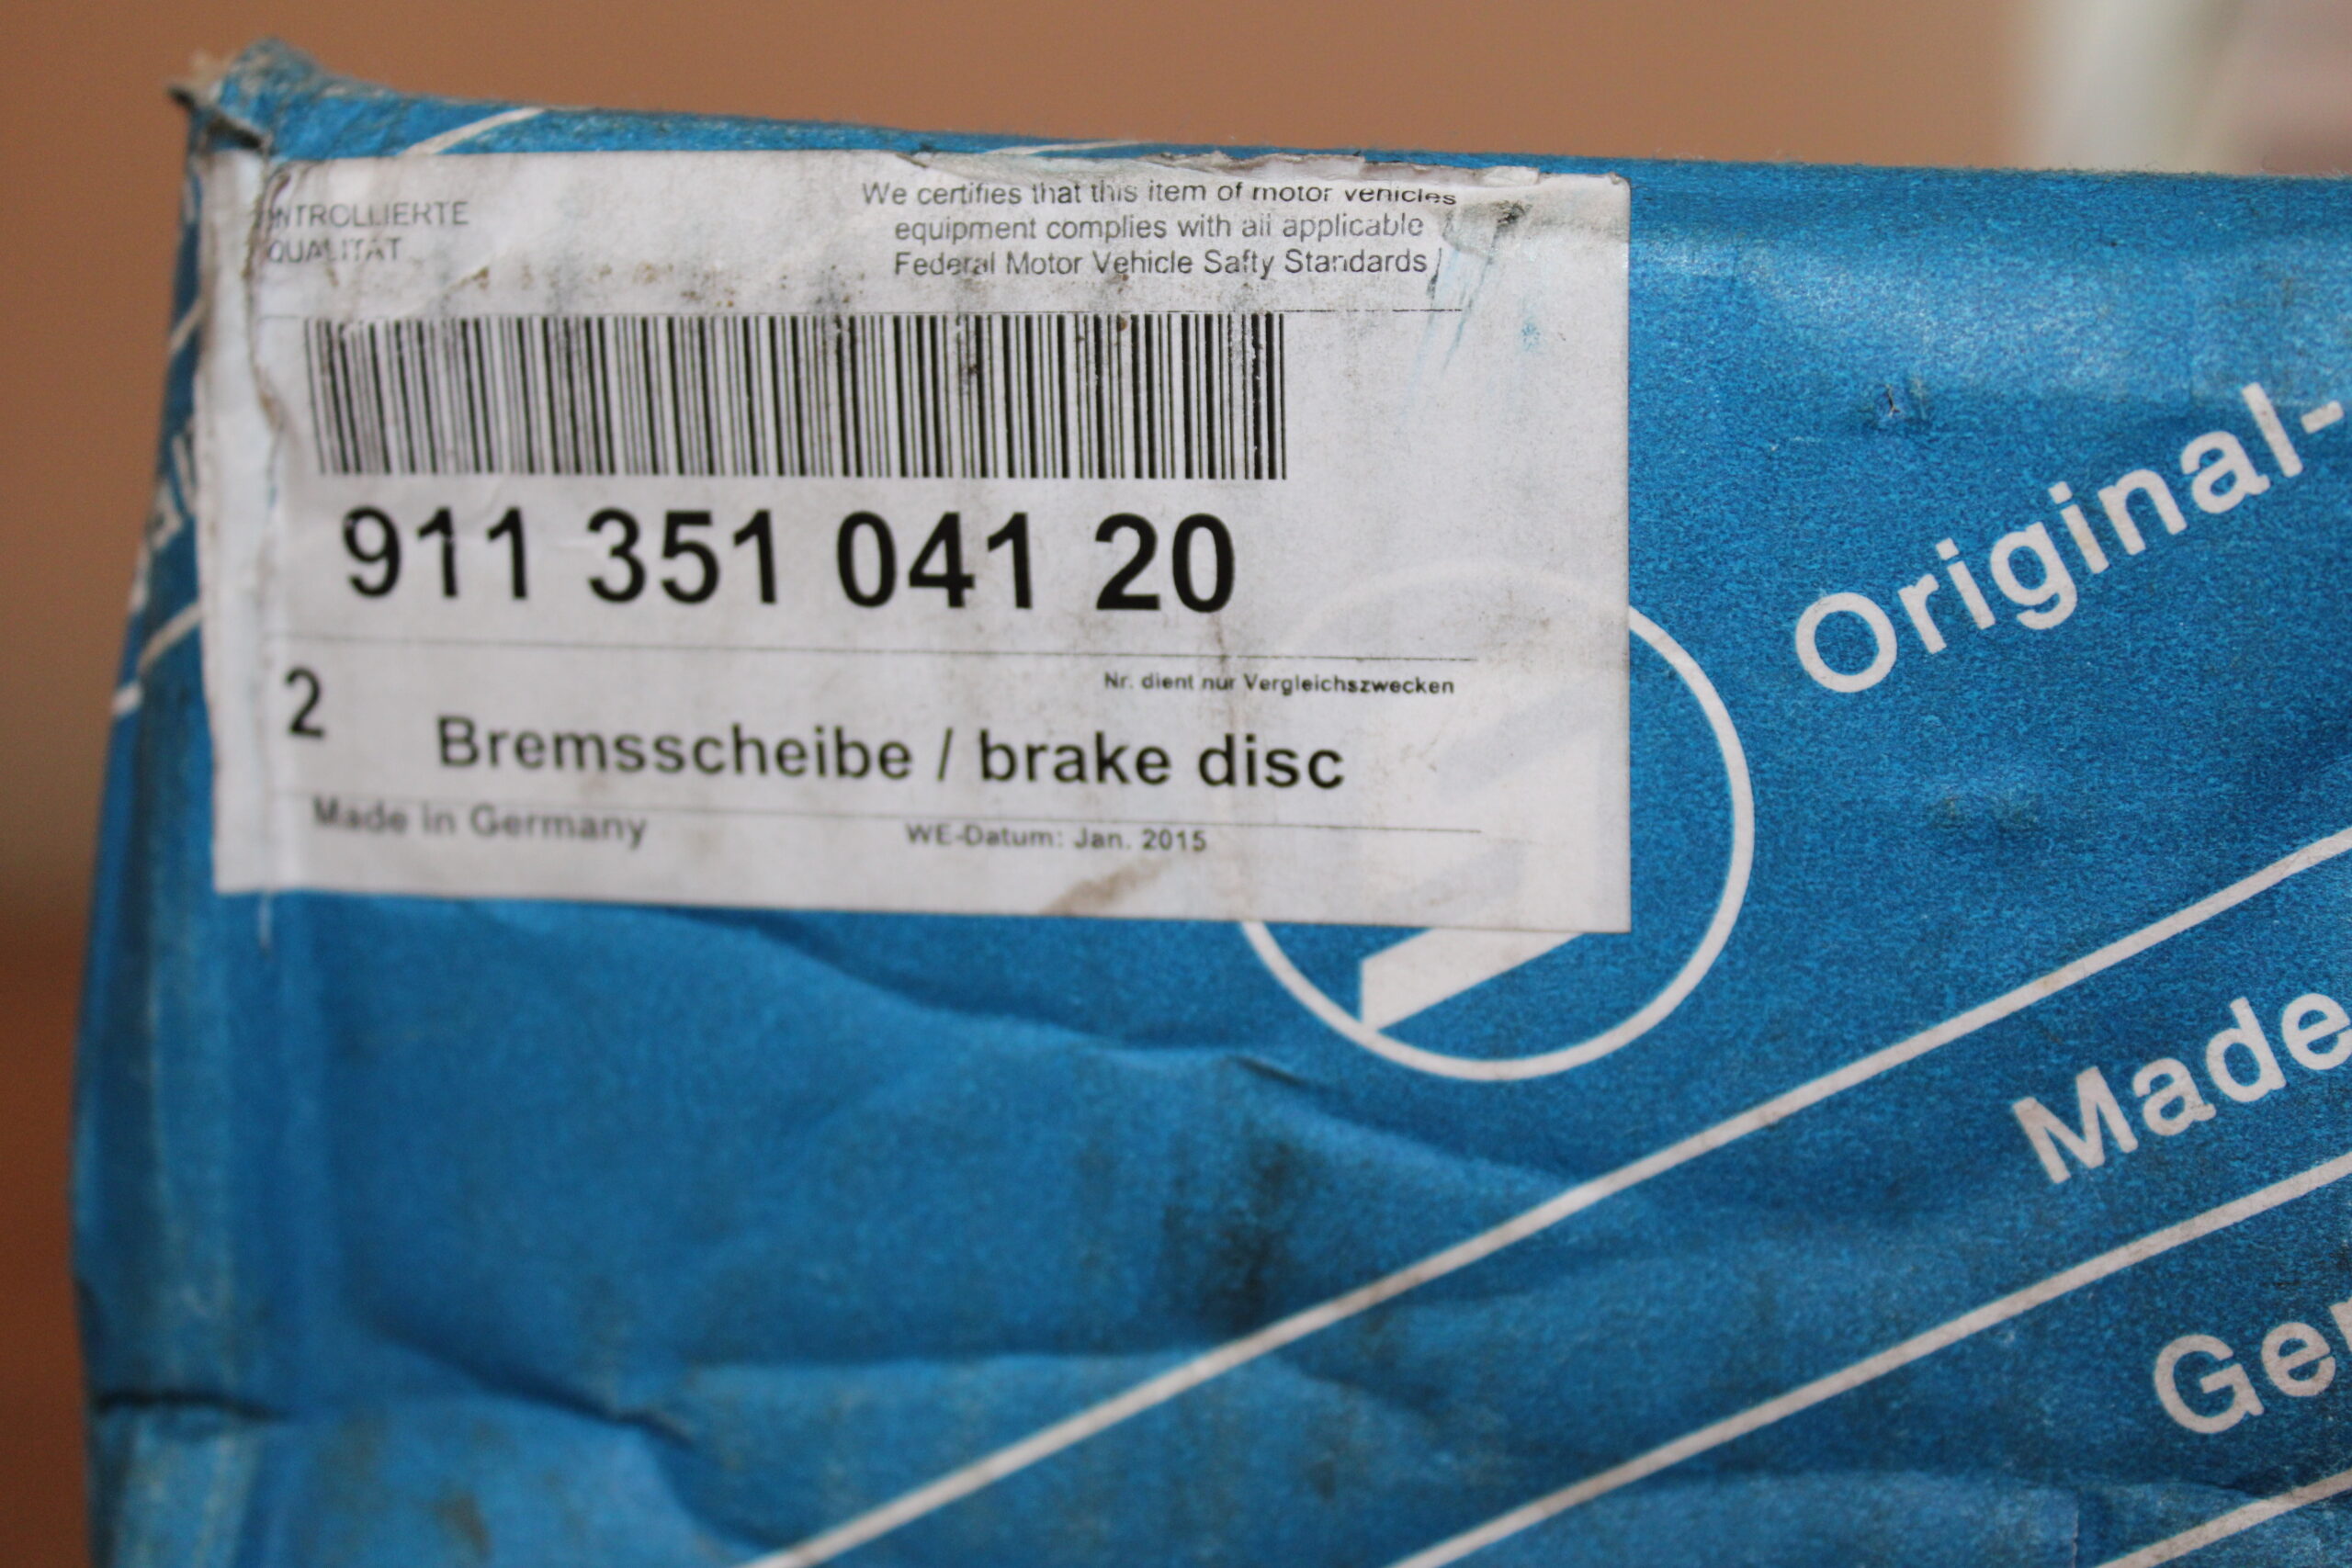 QUALITÄT
We certifies that this item of motor vehicles
equipment complies with all applicable
Federal Motor Vehicle Safty Standards
911 351 041 20
Nr. dient nur Vergleichszwecken
2
Bremsscheibe / brake disc
Made in Germany
WE-Datum: Jan. 2015
Original-
Made
Ger